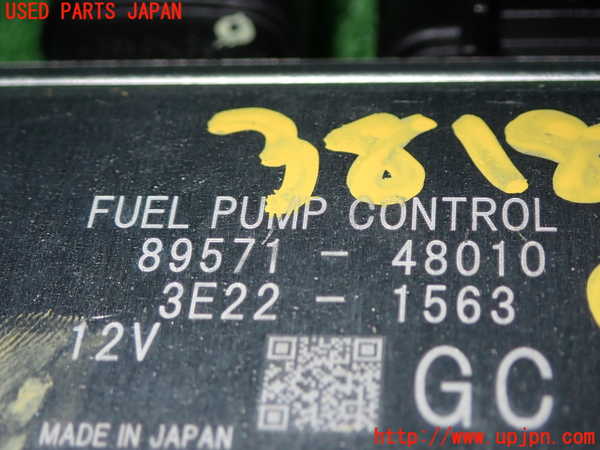 USED PARTS JAPAN
3818
FUEL PUMP CONTROL
89571 - 48010
3E22 - 1563
12V
GC
MADE IN JAPAN
http://www.upjpn.com/